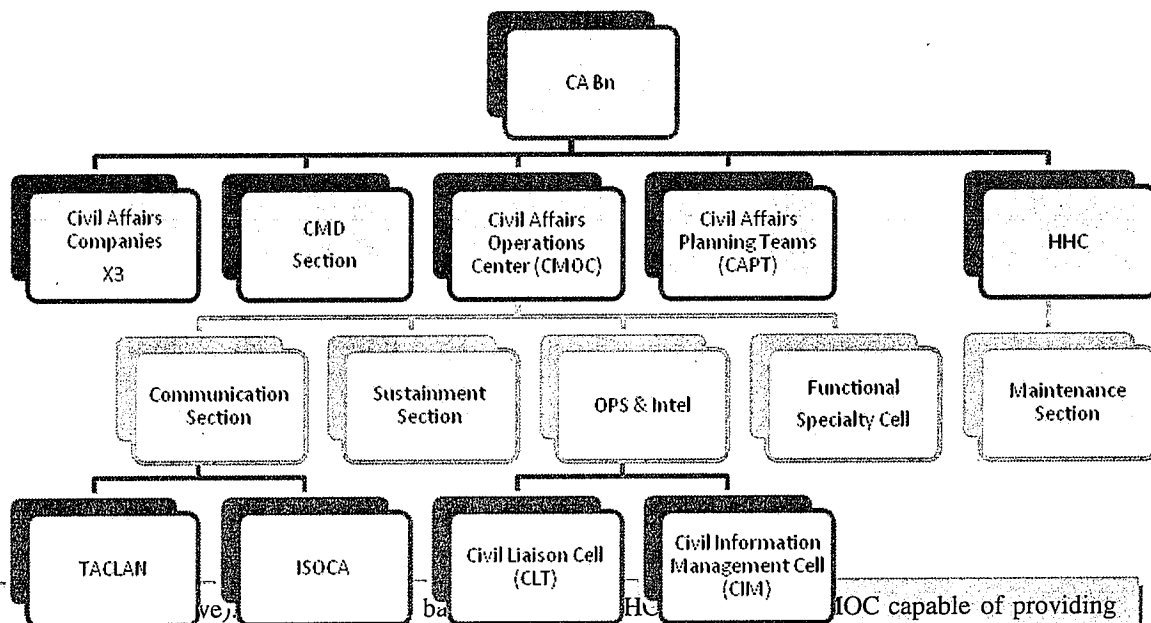 CA Bn
Civil Affairs
Companies
X3
CMD
Section
Civil Affairs
Operations
Center (CMOC)
Civil Affairs
Planning Teams
(CAPT)
HHC
Communication
Section
Sustainment
Section
OPS & Intel
Functional
Specialty Cell
Maintenance
Section
TACLAN
ISOCA
Civil Liaison Cell
(CLT)
Civil Information
Management Cell
(CIM)
capable of providing